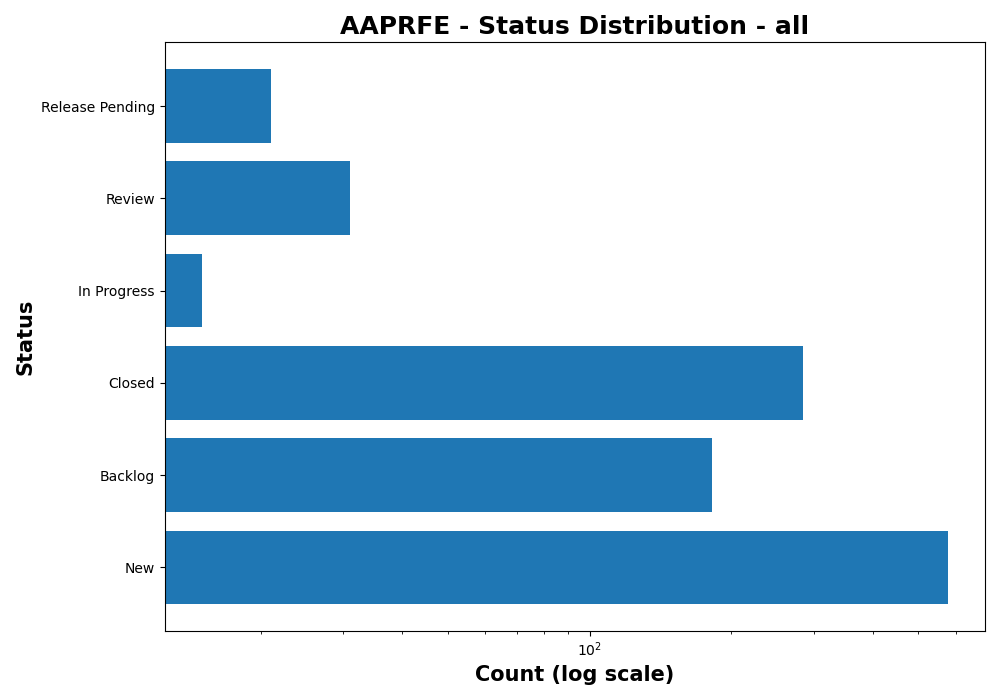 AAPRFE - Status Distribution - all
Release Pending
Review
In Progress
Closed
Backlog
New
Status
10²
Count (log scale)